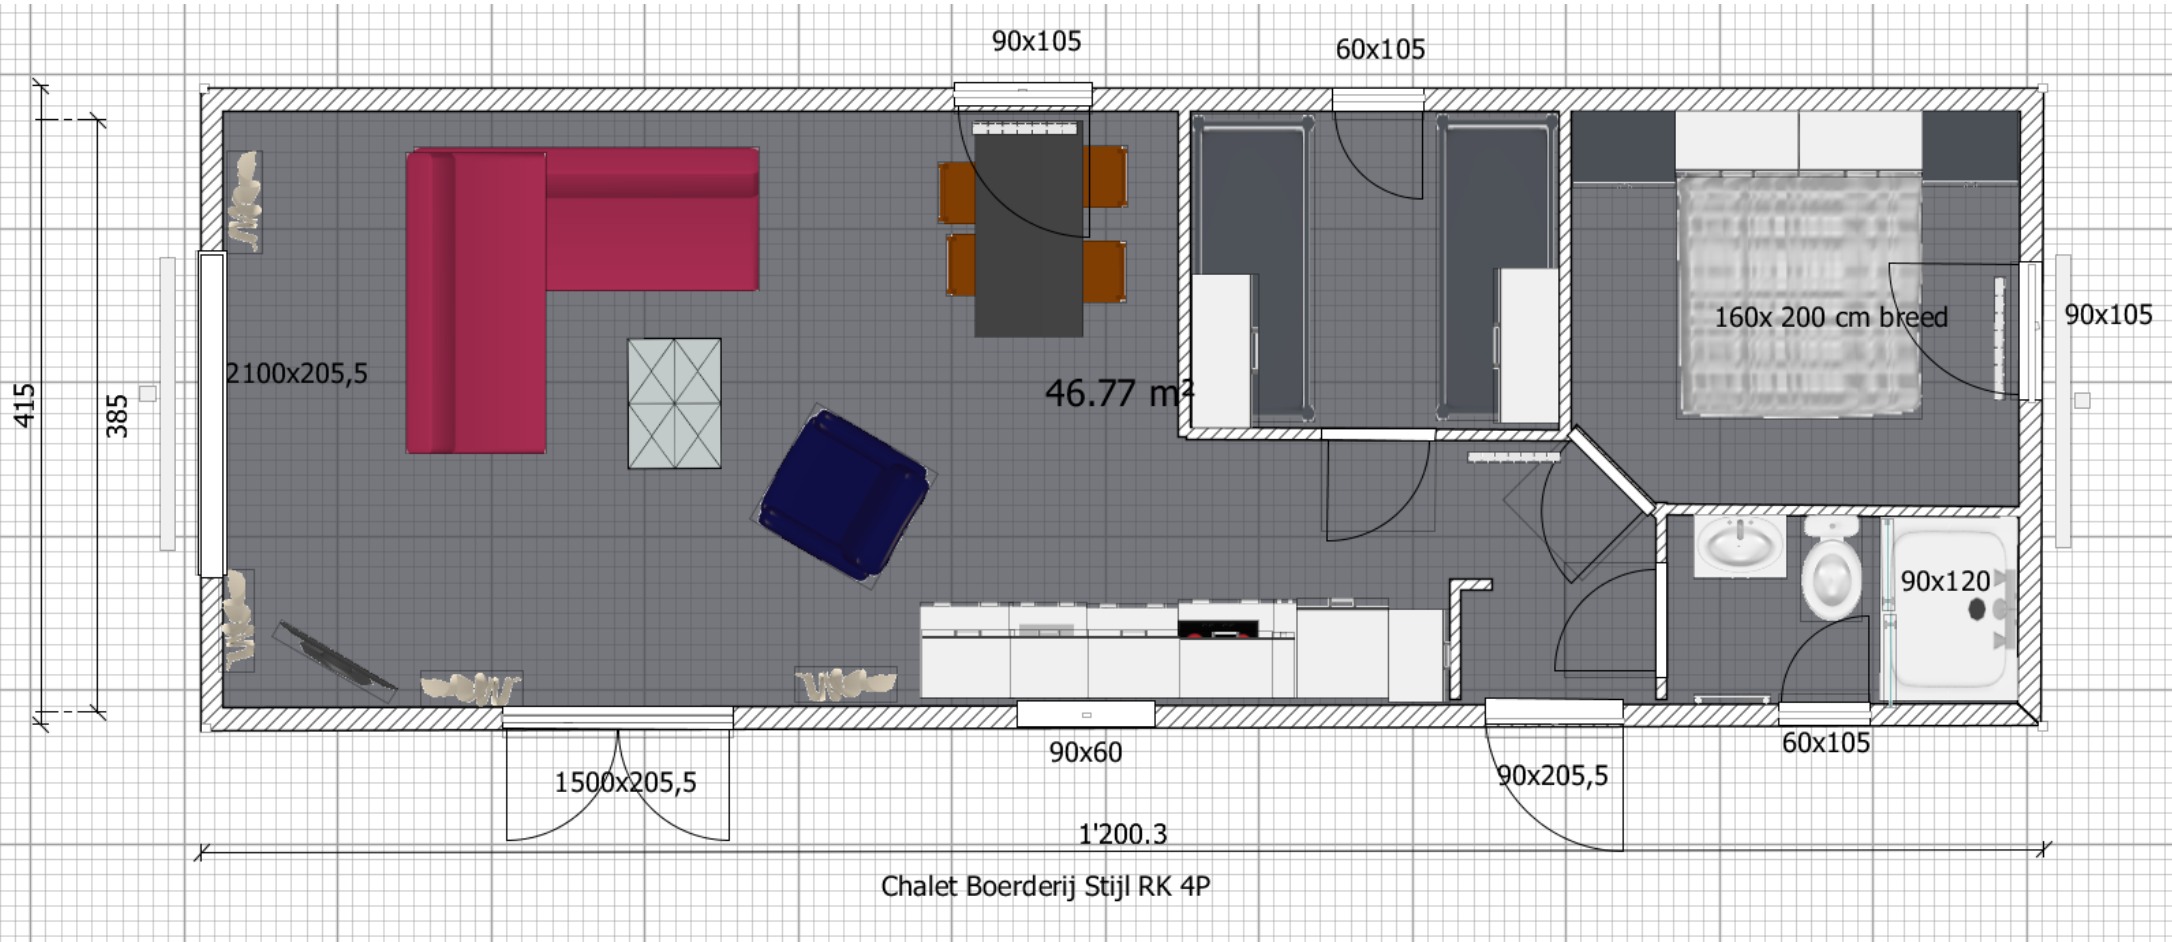 90x105
60x105
2100x205,5
160x 200 cm breed
90x105
415
385
46.77 m²
90x120
90x60
1500x205,5
90x205,5
60x105
1'200.3
Chalet Boerderij Stijl RK 4P